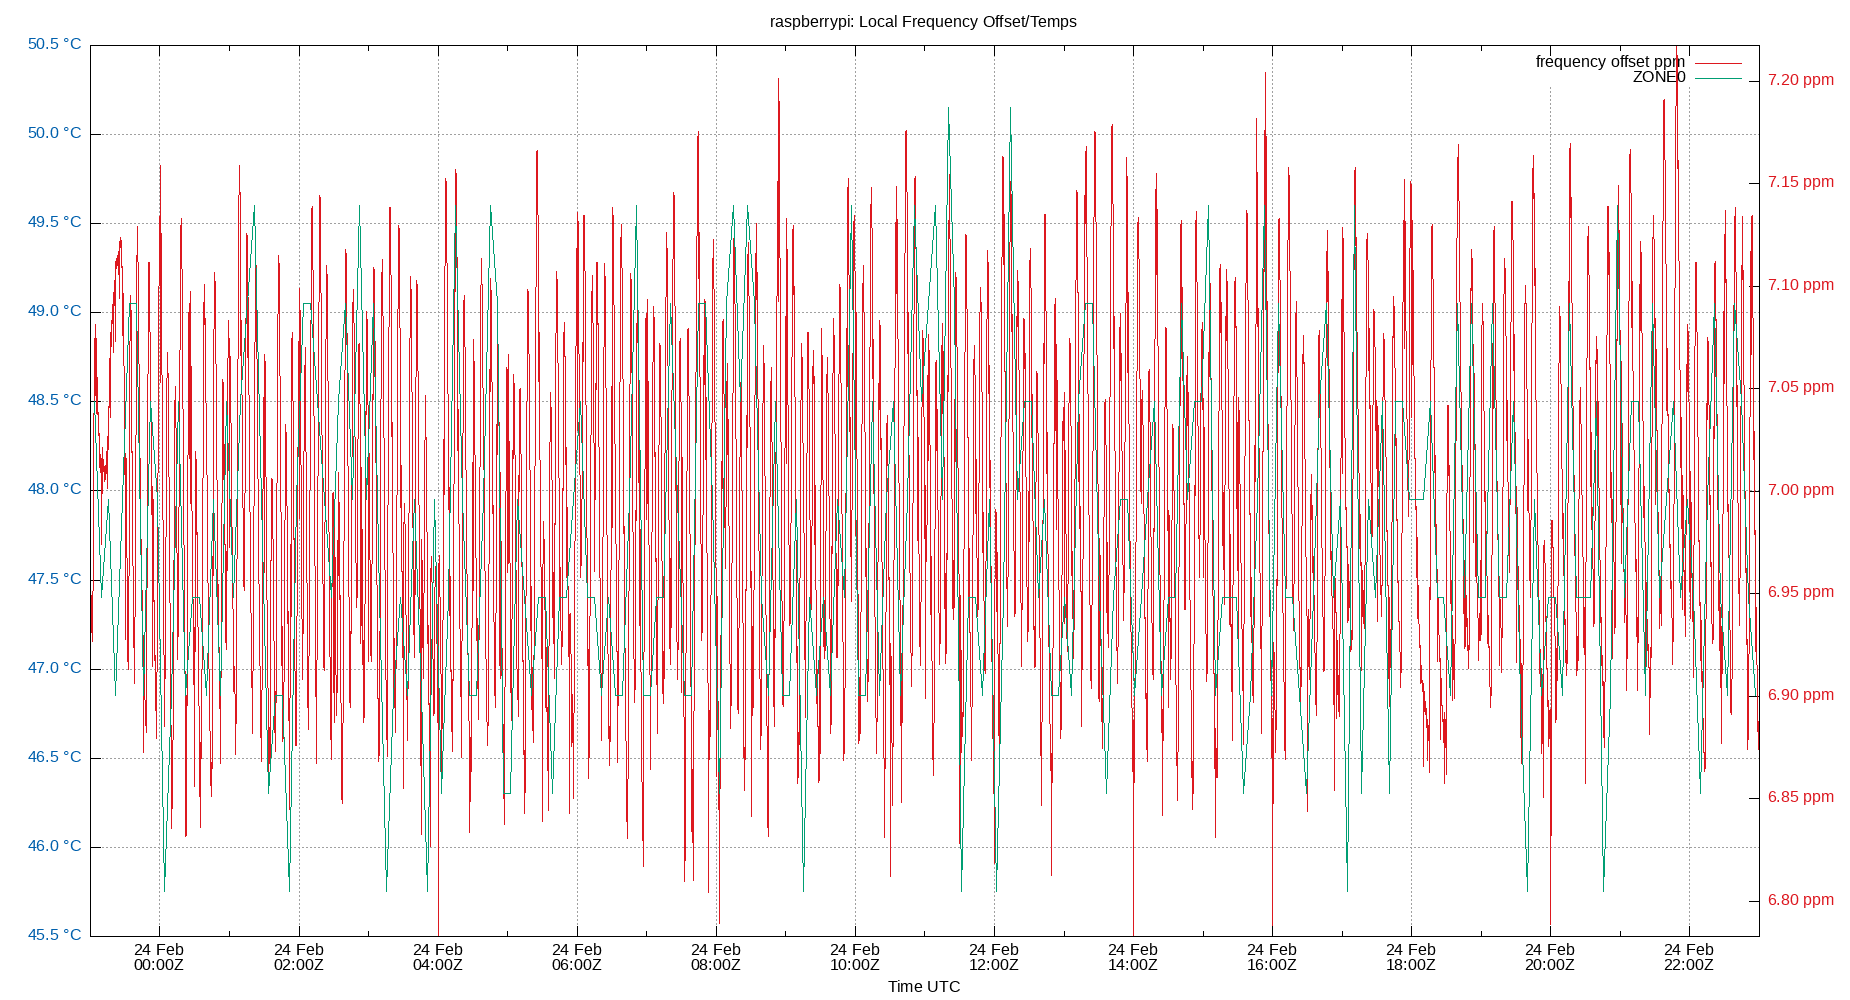 raspberrypi: Local Frequency Offset/Temps
50.5 °C
50.0 °C
49.5 °C
49.0 °C
48.5 °C
48.0 °C
47.5 °C
47.0 °C
46.5 °C
46.0 °C
45.5 °C
frequency offset ppm
ZONE0
7.20 ppm
7.15 ppm
7.10 ppm
7.05 ppm
7.00 ppm
6.95 ppm
6.90 ppm
6.85 ppm
6.80 ppm
24 Feb
00:00Z
24 Feb
02:00Z
24 Feb
04:00Z
24 Feb
06:00Z
24 Feb
08:00Z
24 Feb
10:00Z
24 Feb
12:00Z
24 Feb
14:00Z
24 Feb
16:00Z
24 Feb
18:00Z
24 Feb
20:00Z
24 Feb
22:00Z
Time UTC